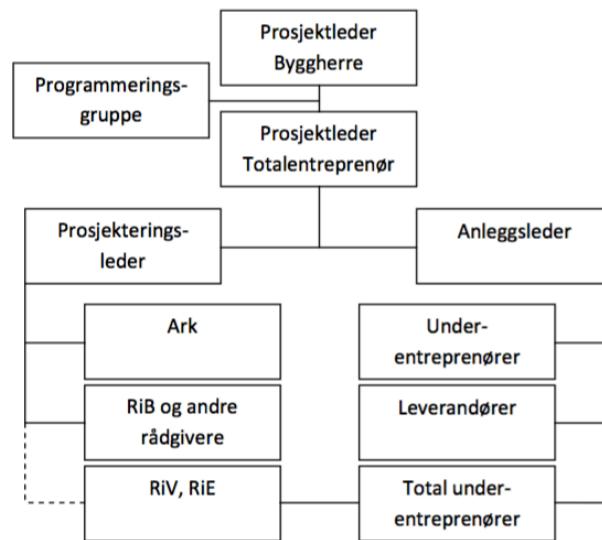 Prosjektleder
Byggherre
Programmerings-
gruppe
Prosjektleder
Totalentreprenør
Prosjekterings-
leder
Anleggsleder
Ark
Under-
entreprenører
RiB og andre
rådgivere
Leverandører
RiV, RiE
Total under-
entreprenører